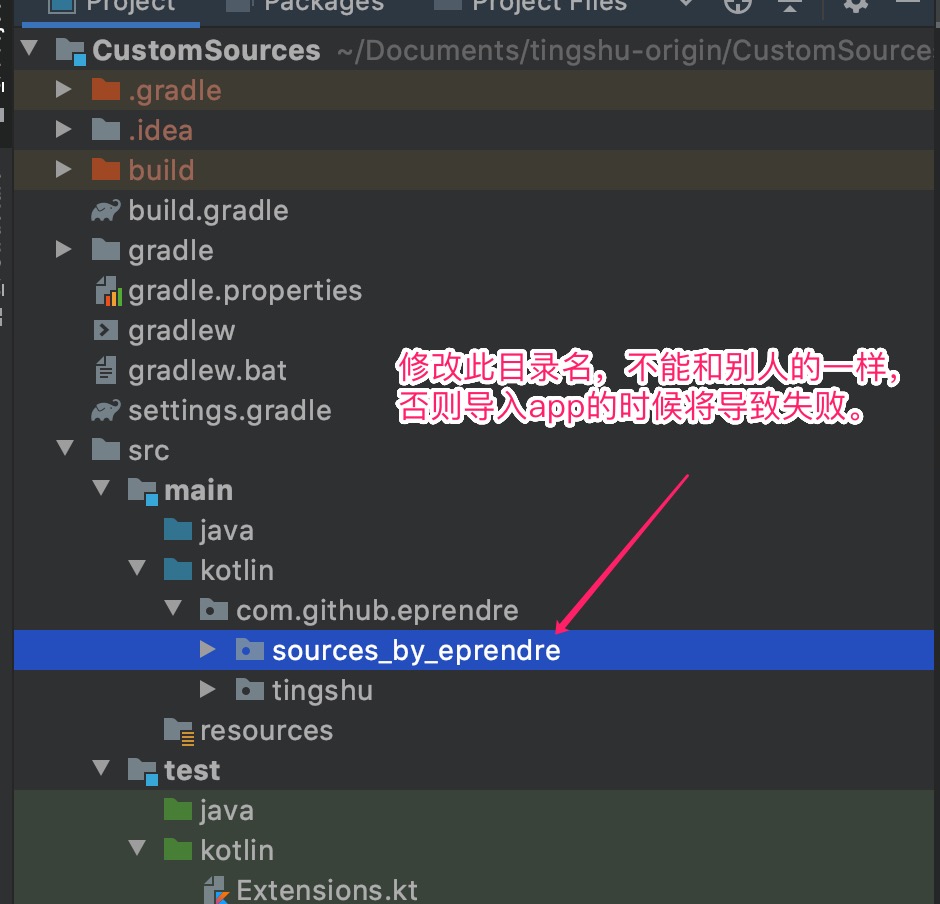 Project Packages Project Files
CustomSources ~/Documents/tingshu-origin/CustomSource
.gradle
.idea
build
build.gradle
gradle
gradle.properties
gradlew
gradlew.bat
settings.gradle
修改此目录名，不能和别人的一样，
否则导入app的时候将导致失败。
src
main
java
kotlin
com.github.eprendre
sources_by_eprendre
tingshu
resources
test
java
kotlin
Extensions.kt